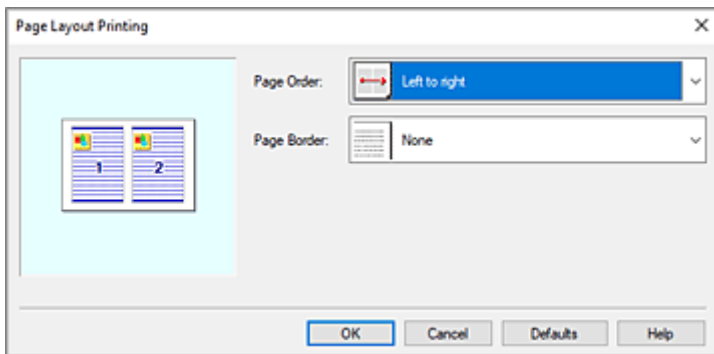 Page Layout Printing
Page Order: Left to right
Page Border: None
1 2
OK Cancel Defaults Help